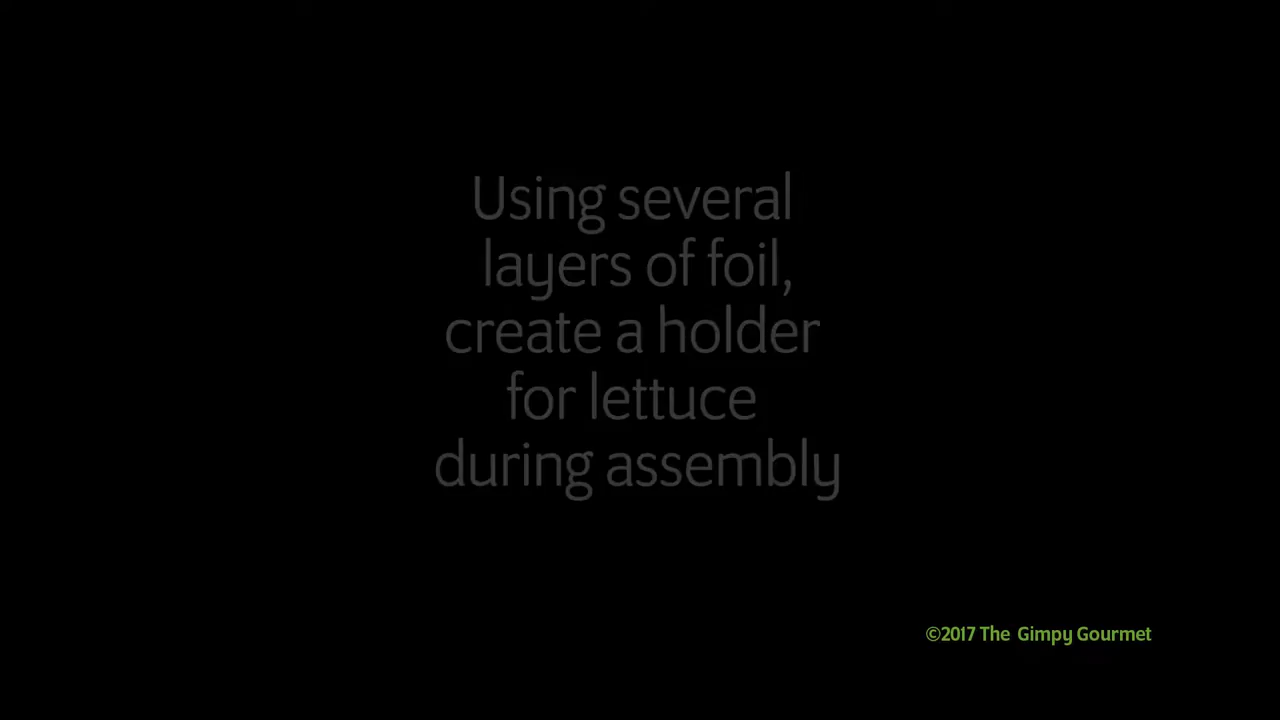 Using several
layers of foil,
create a holder
for lettuce
during assembly
©2017 The Gimpy Gourmet